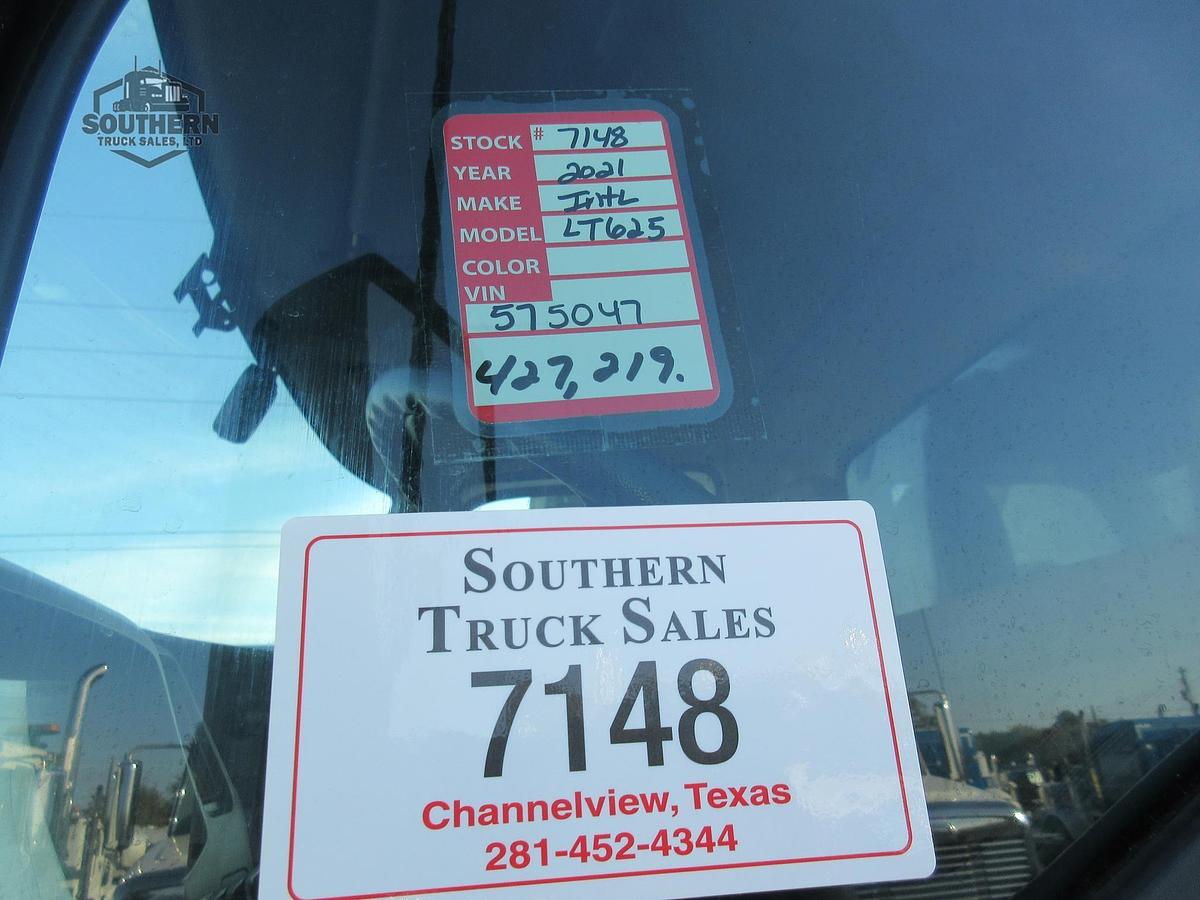 SOUTHERN
TRUCK SALES, LTD
STOCK # 7148
YEAR 2021
MAKE Int'L
MODEL LT625
COLOR
VIN
575047
427,219.
SOUTHERN
TRUCK SALES
7148
Channelview, Texas
281-452-4344